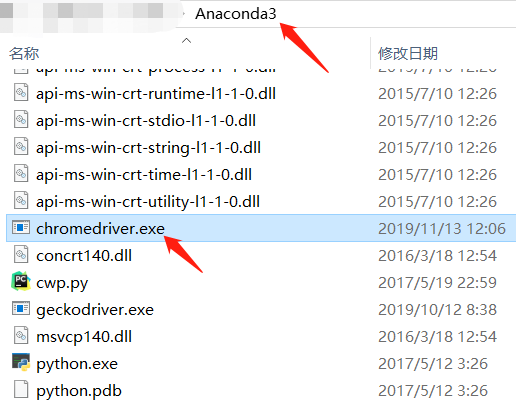 Anaconda3
名称 修改日期
api-ms-win-crt-process-l1-1-0.dll 2015/7/10 12:26
api-ms-win-crt-runtime-l1-1-0.dll 2015/7/10 12:26
api-ms-win-crt-stdio-l1-1-0.dll 2015/7/10 12:26
api-ms-win-crt-string-l1-1-0.dll 2015/7/10 12:26
api-ms-win-crt-time-l1-1-0.dll 2015/7/10 12:26
api-ms-win-crt-utility-l1-1-0.dll 2015/7/10 12:26
chromedriver.exe 2019/11/13 12:06
concrt140.dll 2016/3/18 12:54
cwp.py 2017/5/19 22:59
geckodriver.exe 2019/10/12 8:38
msvcp140.dll 2016/3/18 12:54
python.exe 2017/5/12 3:26
python.pdb 2017/5/12 3:26